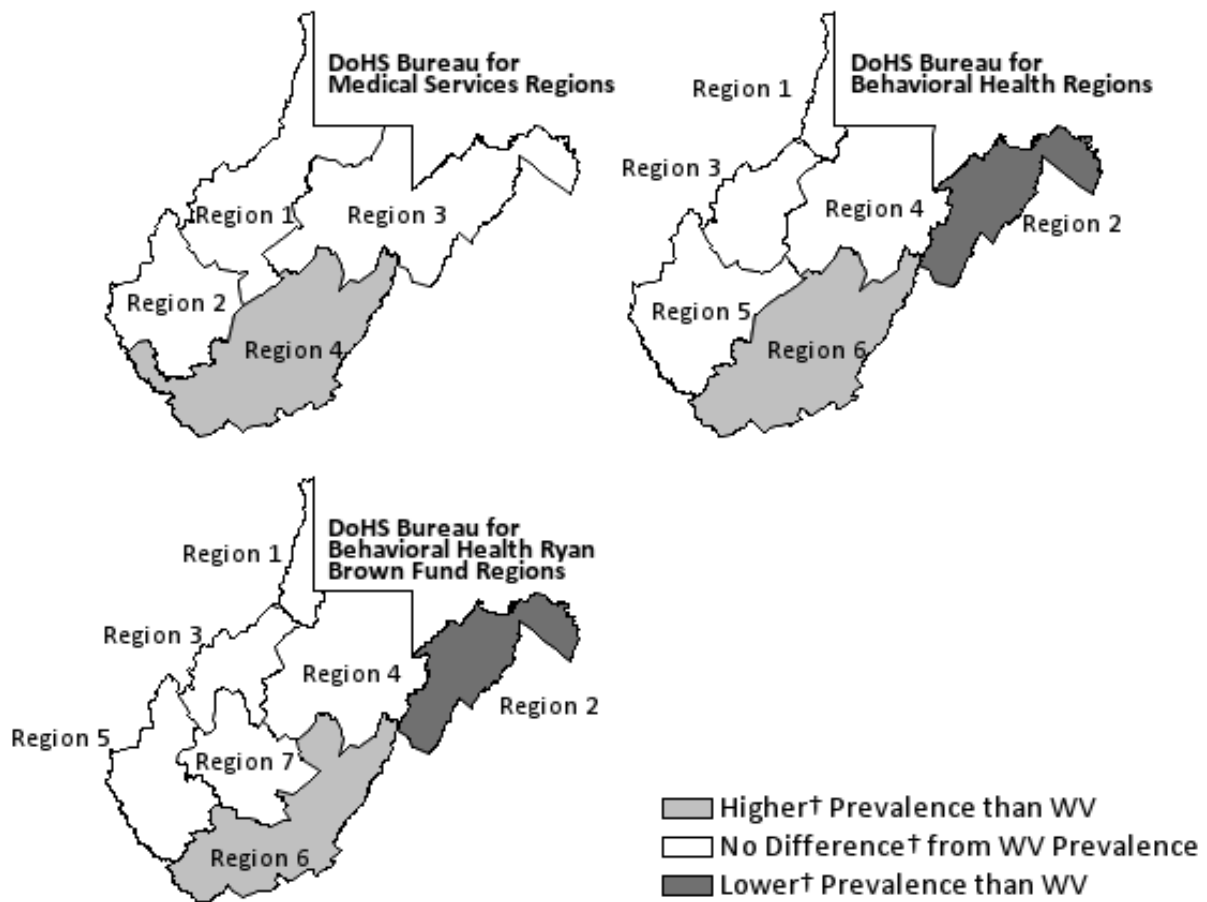 DoHS Bureau for
Medical Services Regions
Region 1
Region 3
Region 2
Region 4
DoHS Bureau for
Behavioral Health Regions
Region 1
Region 3
Region 4
Region 2
Region 5
Region 6
DoHS Bureau for
Behavioral Health Ryan
Brown Fund Regions
Region 1
Region 3
Region 4
Region 2
Region 5
Region 7
Region 6
Higher† Prevalence than WV
No Difference† from WV Prevalence
Lower† Prevalence than WV